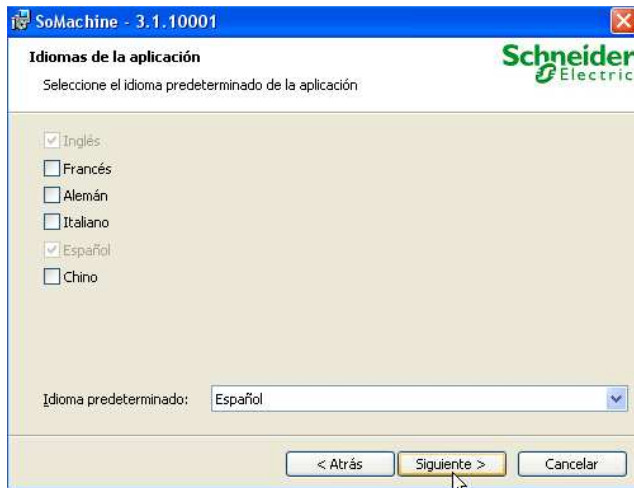 SoMachine - 3.1.10001
Idiomas de la aplicación
Seleccione el idioma predeterminado de la aplicación
Schneider
Electric
Inglés
Francés
Alemán
Italiano
Español
Chino
Idioma predeterminado: Español
< Atrás Siguiente > Cancelar